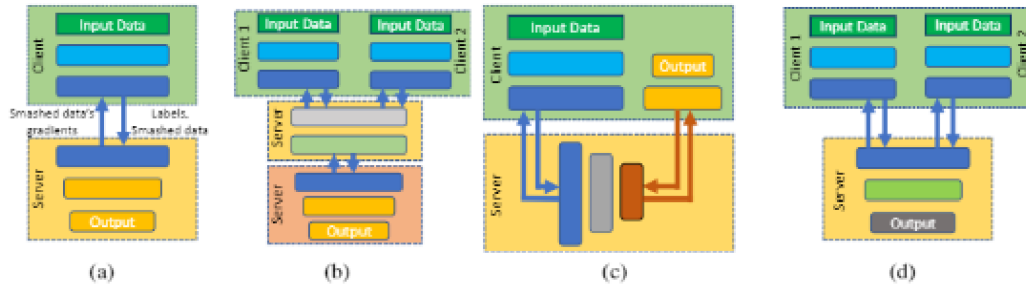 Input Data
Client
Smashed data's
gradients
Labels,
Smashed data
Server
Output
(a)
Client 1
Input Data
Input Data
Client 2
Server
Server
Output
(b)
Input Data
Client
Output
Server
(c)
Client 1
Input Data
Input Data
Client 2
Server
Output
(d)